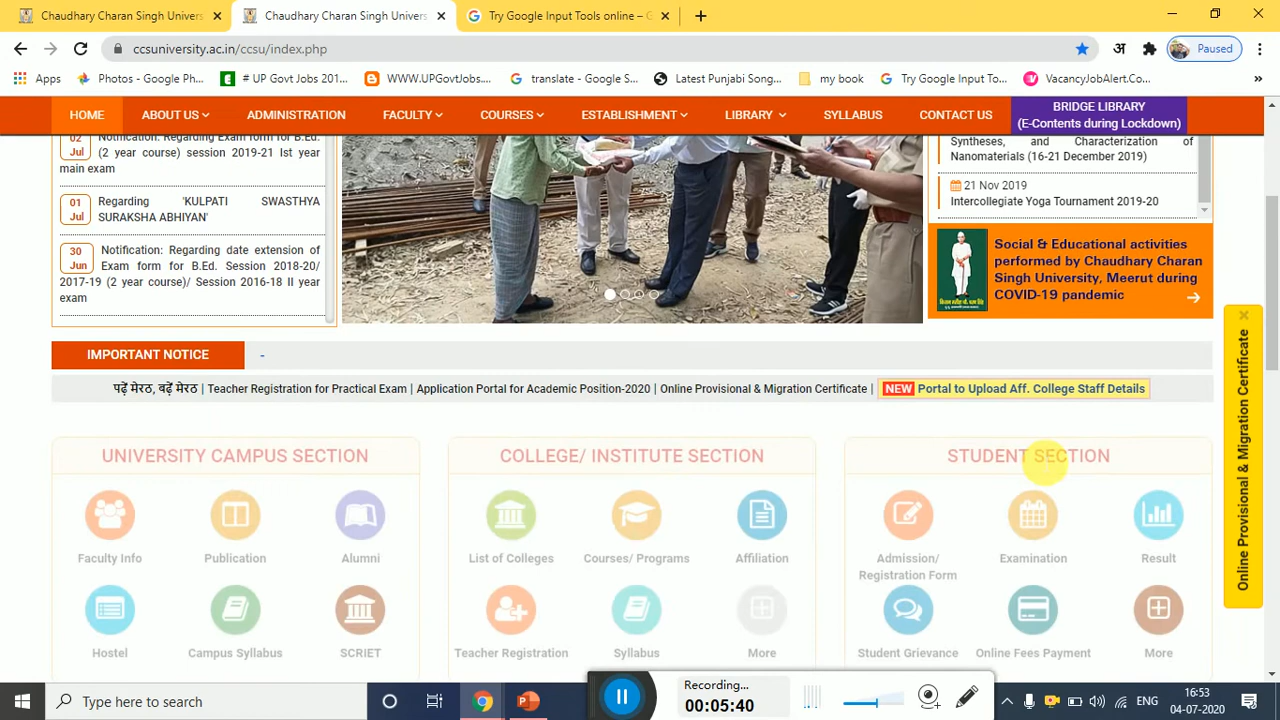 Chaudhary Charan Singh Univers
Chaudhary Charan Singh Univers
Try Google Input Tools online – G
ccsuniversity.ac.in/ccsu/index.php
अ
Paused
Apps
Photos - Google Ph...
# UP Govt Jobs 201...
WWW.UPGovtJobs....
translate - Google S...
Latest Punjabi Song...
my book
Try Google Input To...
VacancyJobAlert.Co...
»
HOME
ABOUT US
ADMINISTRATION
FACULTY
COURSES
ESTABLISHMENT
LIBRARY
SYLLABUS
CONTACT US
BRIDGE LIBRARY
(E-Contents during Lockdown)
02
Jul
Notification: Regarding Exam form for B.Ed.
(2 year course) session 2019-21 Ist year
main exam
01
Jul
Regarding 'KULPATI SWASTHYA
SURAKSHA ABHIYAN'
30
Jun
Notification: Regarding date extension of
Exam form for B.Ed. Session 2018-20/
2017-19 (2 year course)/ Session 2016-18 II year
exam
Syntheses, and Characterization of
Nanomaterials (16-21 December 2019)
21 Nov 2019
Intercollegiate Yoga Tournament 2019-20
Social & Educational activities
performed by Chaudhary Charan
Singh University, Meerut during
COVID-19 pandemic
IMPORTANT NOTICE
-
पढ़ें मेरठ, बढ़ें मेरठ | Teacher Registration for Practical Exam | Application Portal for Academic Position-2020 | Online Provisional & Migration Certificate | NEW Portal to Upload Aff. College Staff Details
Online Provisional & Migration Certificate
UNIVERSITY CAMPUS SECTION
COLLEGE/ INSTITUTE SECTION
STUDENT SECTION
Faculty Info
Publication
Alumni
List of Colleges
Courses/ Programs
Affiliation
Admission/
Registration Form
Examination
Result
Hostel
Campus Syllabus
SCRIET
Teacher Registration
Syllabus
More
Student Grievance
Online Fees Payment
More
Type here to search
Recording...
00:05:40
ENG
16:53
04-07-2020